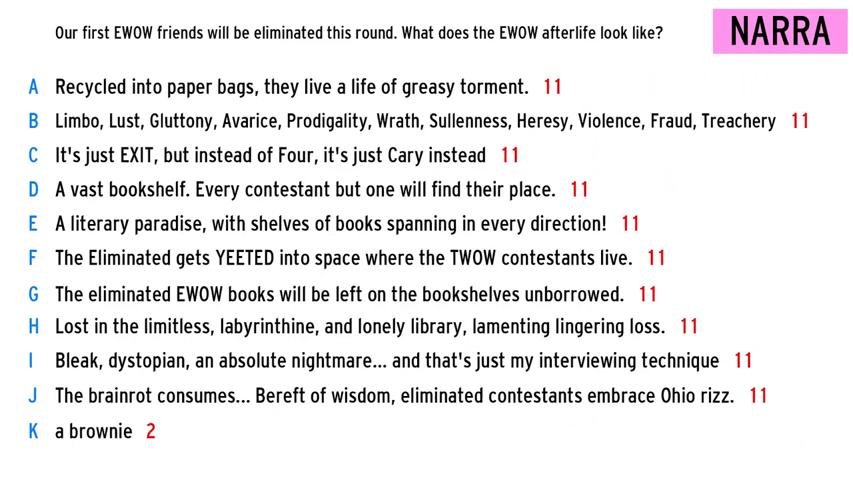 Our first EWOW friends will be eliminated this round. What does the EWOW afterlife look like?
NARRA
A Recycled into paper bags, they live a life of greasy torment. 11
B Limbo, Lust, Gluttony, Avarice, Prodigality, Wrath, Sullenness, Heresy, Violence, Fraud, Treachery 11
C It's just EXIT, but instead of Four, it's just Cary instead 11
D A vast bookshelf. Every contestant but one will find their place. 11
E A literary paradise, with shelves of books spanning in every direction! 11
F The Eliminated gets YEETED into space where the TWOW contestants live. 11
G The eliminated EWOW books will be left on the bookshelves unborrowed. 11
H Lost in the limitless, labyrinthine, and lonely library, lamenting lingering loss. 11
I Bleak, dystopian, an absolute nightmare... and that's just my interviewing technique 11
J The brainrot consumes... Bereft of wisdom, eliminated contestants embrace Ohio rizz. 11
K a brownie 2